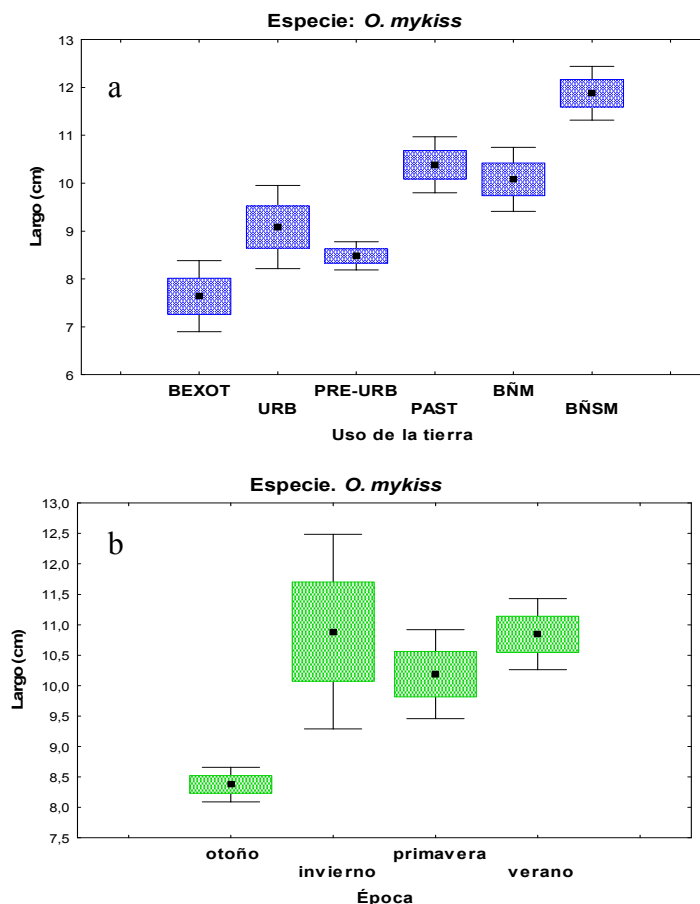 Especie: O. mykiss
a
Largo (cm)
13
12
11
10
9
8
7
6
BEXOT
URB
PRE-URB
PAST
BÑM
BÑSM
Uso de la tierra
Especie. O. mykiss
b
Largo (cm)
13,0
12,5
12,0
11,5
11,0
10,5
10,0
9,5
9,0
8,5
8,0
7,5
otoño
invierno
primavera
verano
Época